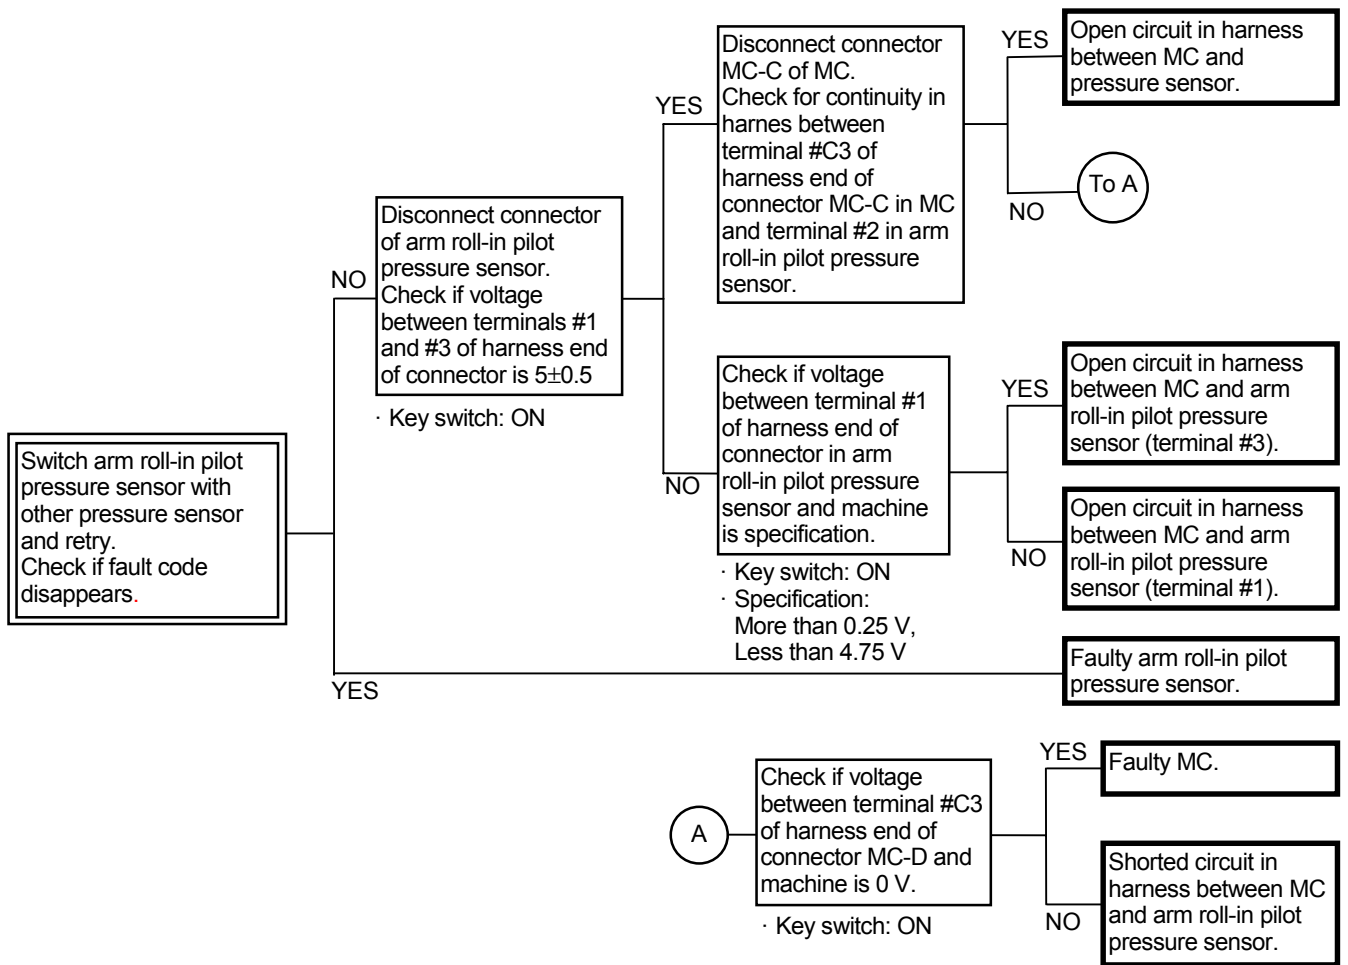 Switch arm roll-in pilot
pressure sensor with
other pressure sensor
and retry.
Check if fault code
disappears.
NO
Disconnect connector
of arm roll-in pilot
pressure sensor.
Check if voltage
between terminals #1
and #3 of harness end
of connector is 5±0.5
· Key switch: ON
YES
Disconnect connector
MC-C of MC.
Check for continuity in
harnes between
terminal #C3 of
harness end of
connector MC-C in MC
and terminal #2 in arm
roll-in pilot pressure
sensor.
YES
Open circuit in harness
between MC and
pressure sensor.
NO
To A
NO
Check if voltage
between terminal #1
of harness end of
connector in arm
roll-in pilot pressure
sensor and machine
is specification.
· Key switch: ON
· Specification:
More than 0.25 V,
Less than 4.75 V
YES
Open circuit in harness
between MC and arm
roll-in pilot pressure
sensor (terminal #3).
NO
Open circuit in harness
between MC and arm
roll-in pilot pressure
sensor (terminal #1).
YES
Faulty arm roll-in pilot
pressure sensor.
A
Check if voltage
between terminal #C3
of harness end of
connector MC-D and
machine is 0 V.
· Key switch: ON
YES
Faulty MC.
NO
Shorted circuit in
harness between MC
and arm roll-in pilot
pressure sensor.